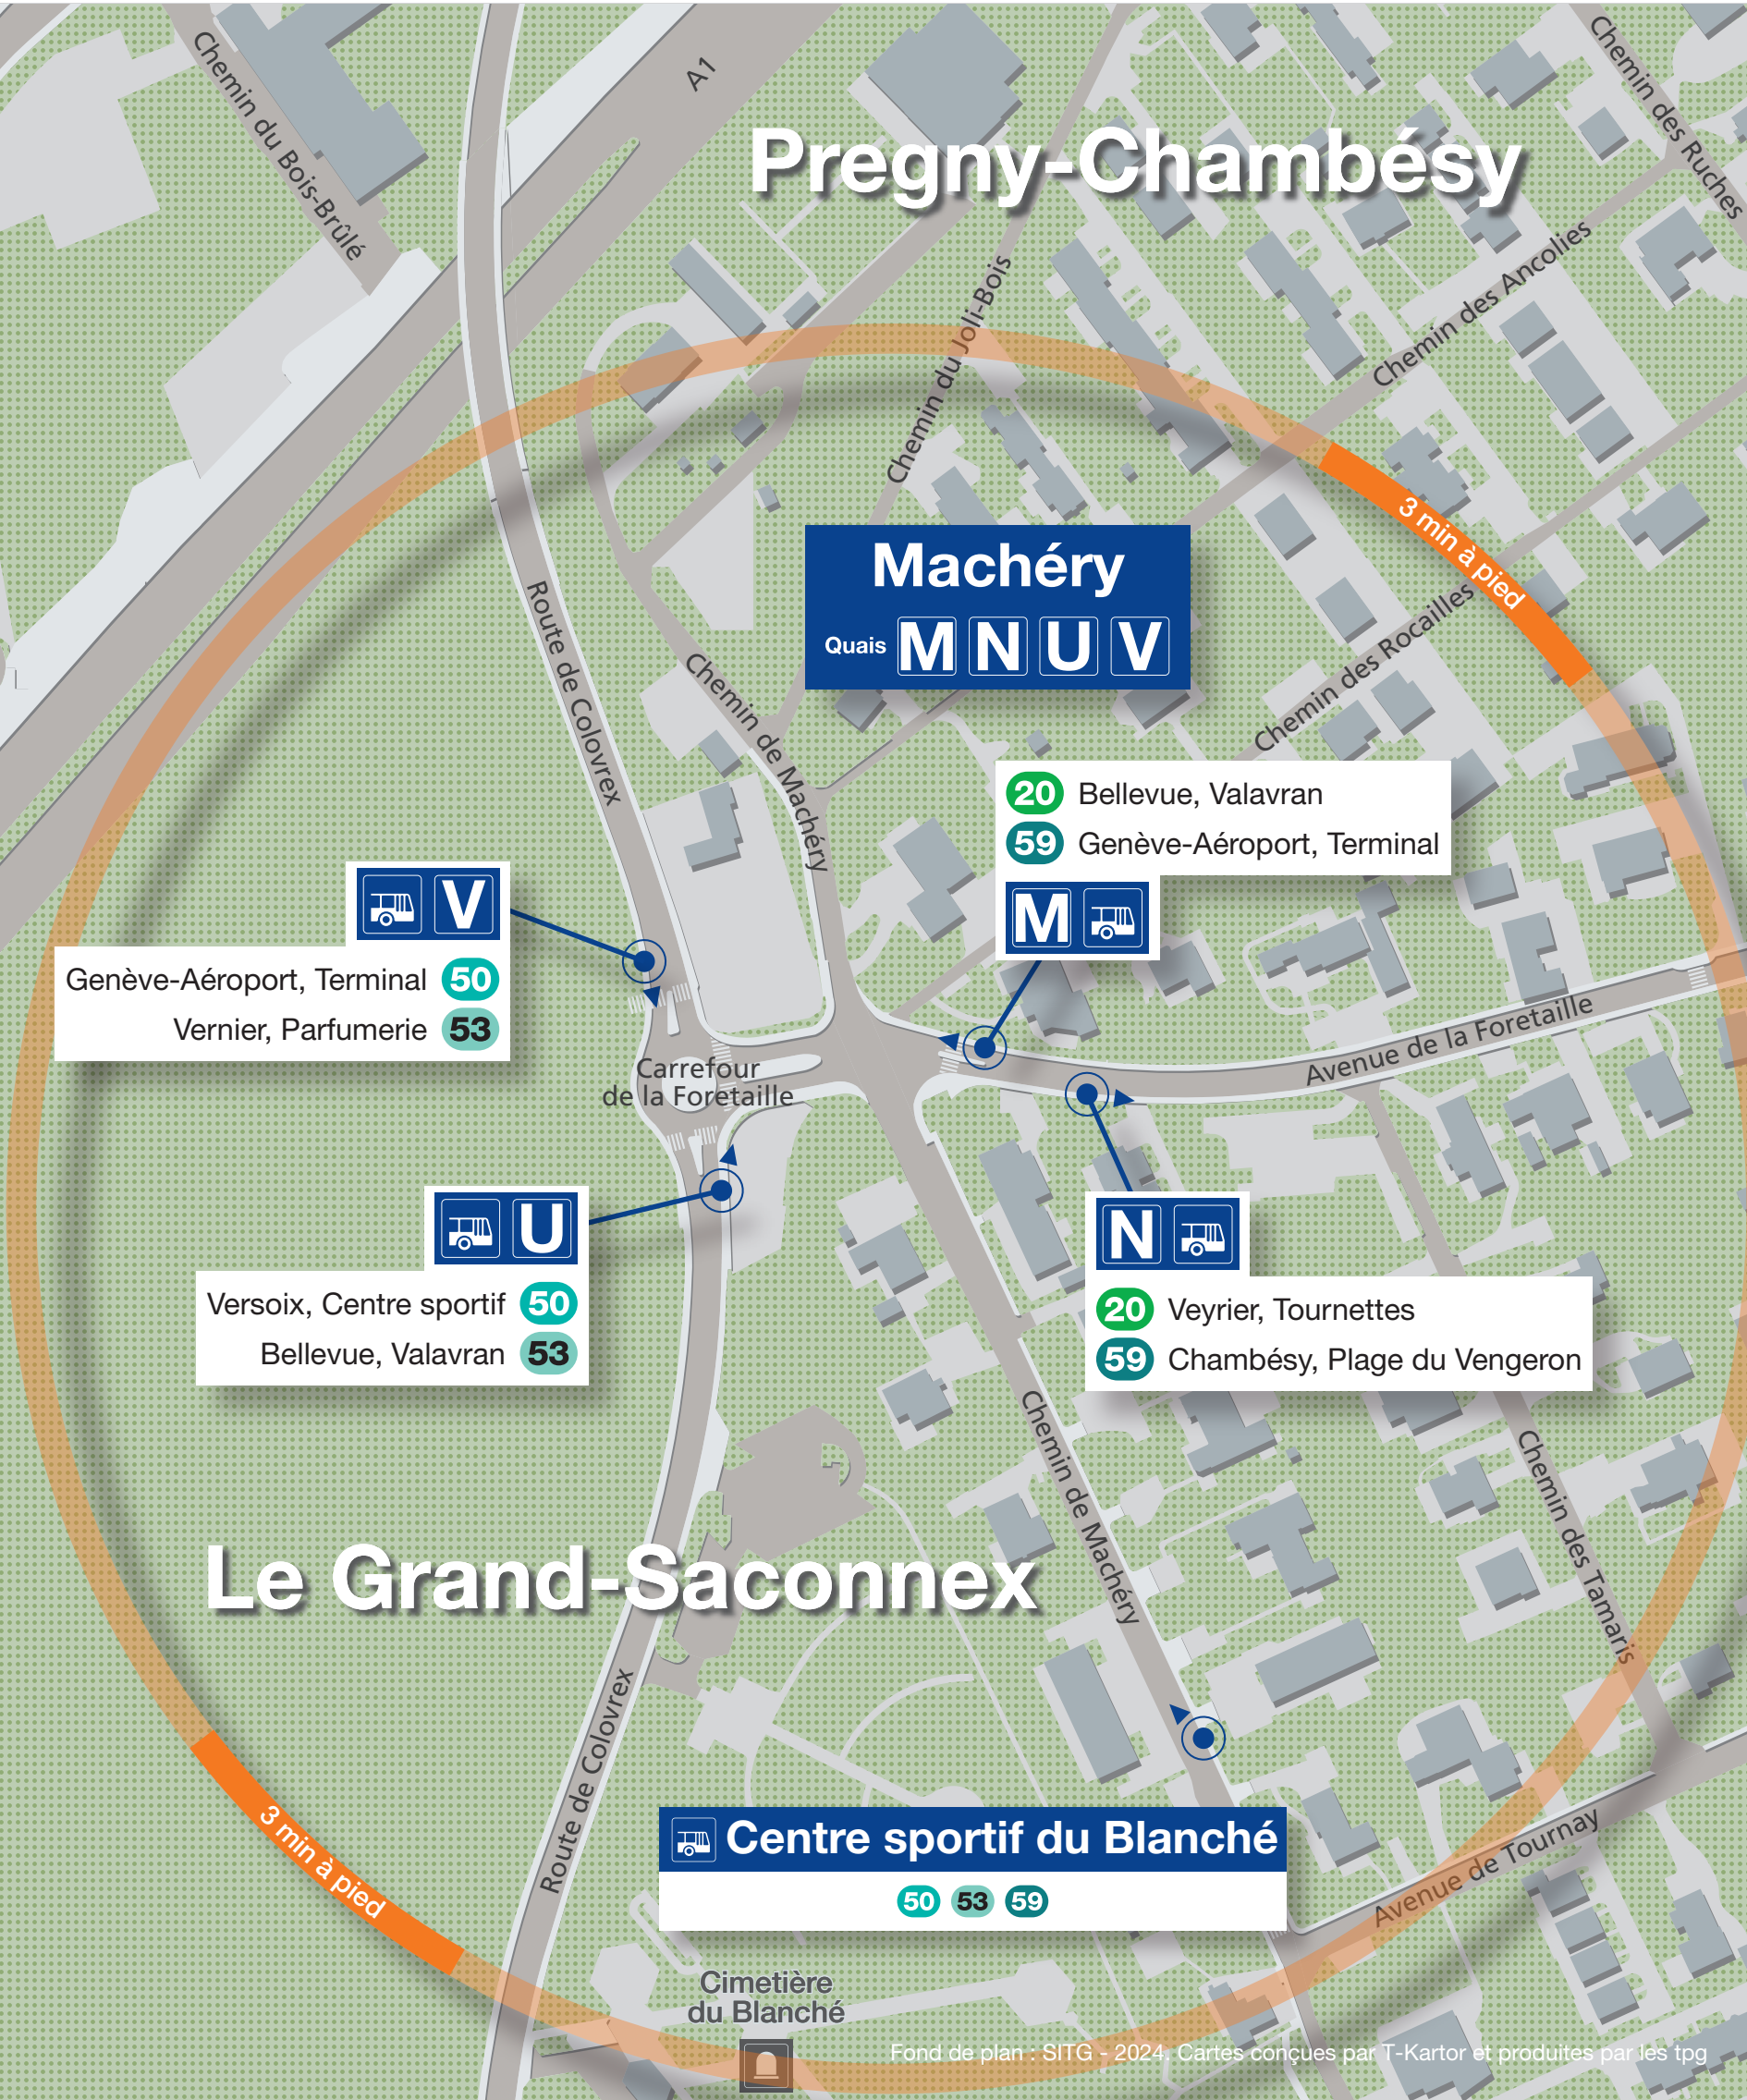 Chemin du Bois-Brûlé
A1
Chemin des Ruches
Pregny-Chambésy
Chemin du Joli-Bois
Chemin des Ancolies
3 min à pied
Machéry
Quais M N U V
Route de Colovrex
Chemin de Machéry
Chemin des Rocailles
20 Bellevue, Valavran
59 Genève-Aéroport, Terminal
M
V
Genève-Aéroport, Terminal 50
Vernier, Parfumerie 53
Carrefour
de la Foretaille
Avenue de la Foretaille
U
Versoix, Centre sportif 50
Bellevue, Valavran 53
N
20 Veyrier, Tournettes
59 Chambésy, Plage du Vengeron
Chemin de Machéry
Chemin des Tamaris
Le Grand-Saconnex
Route de Colovrex
3 min à pied
Centre sportif du Blanché
50 53 59
Avenue de Tournay
Cimetière
du Blanché
Fond de plan : SITG - 2024. Cartes conçues par T-Kartor et produites par les tpg